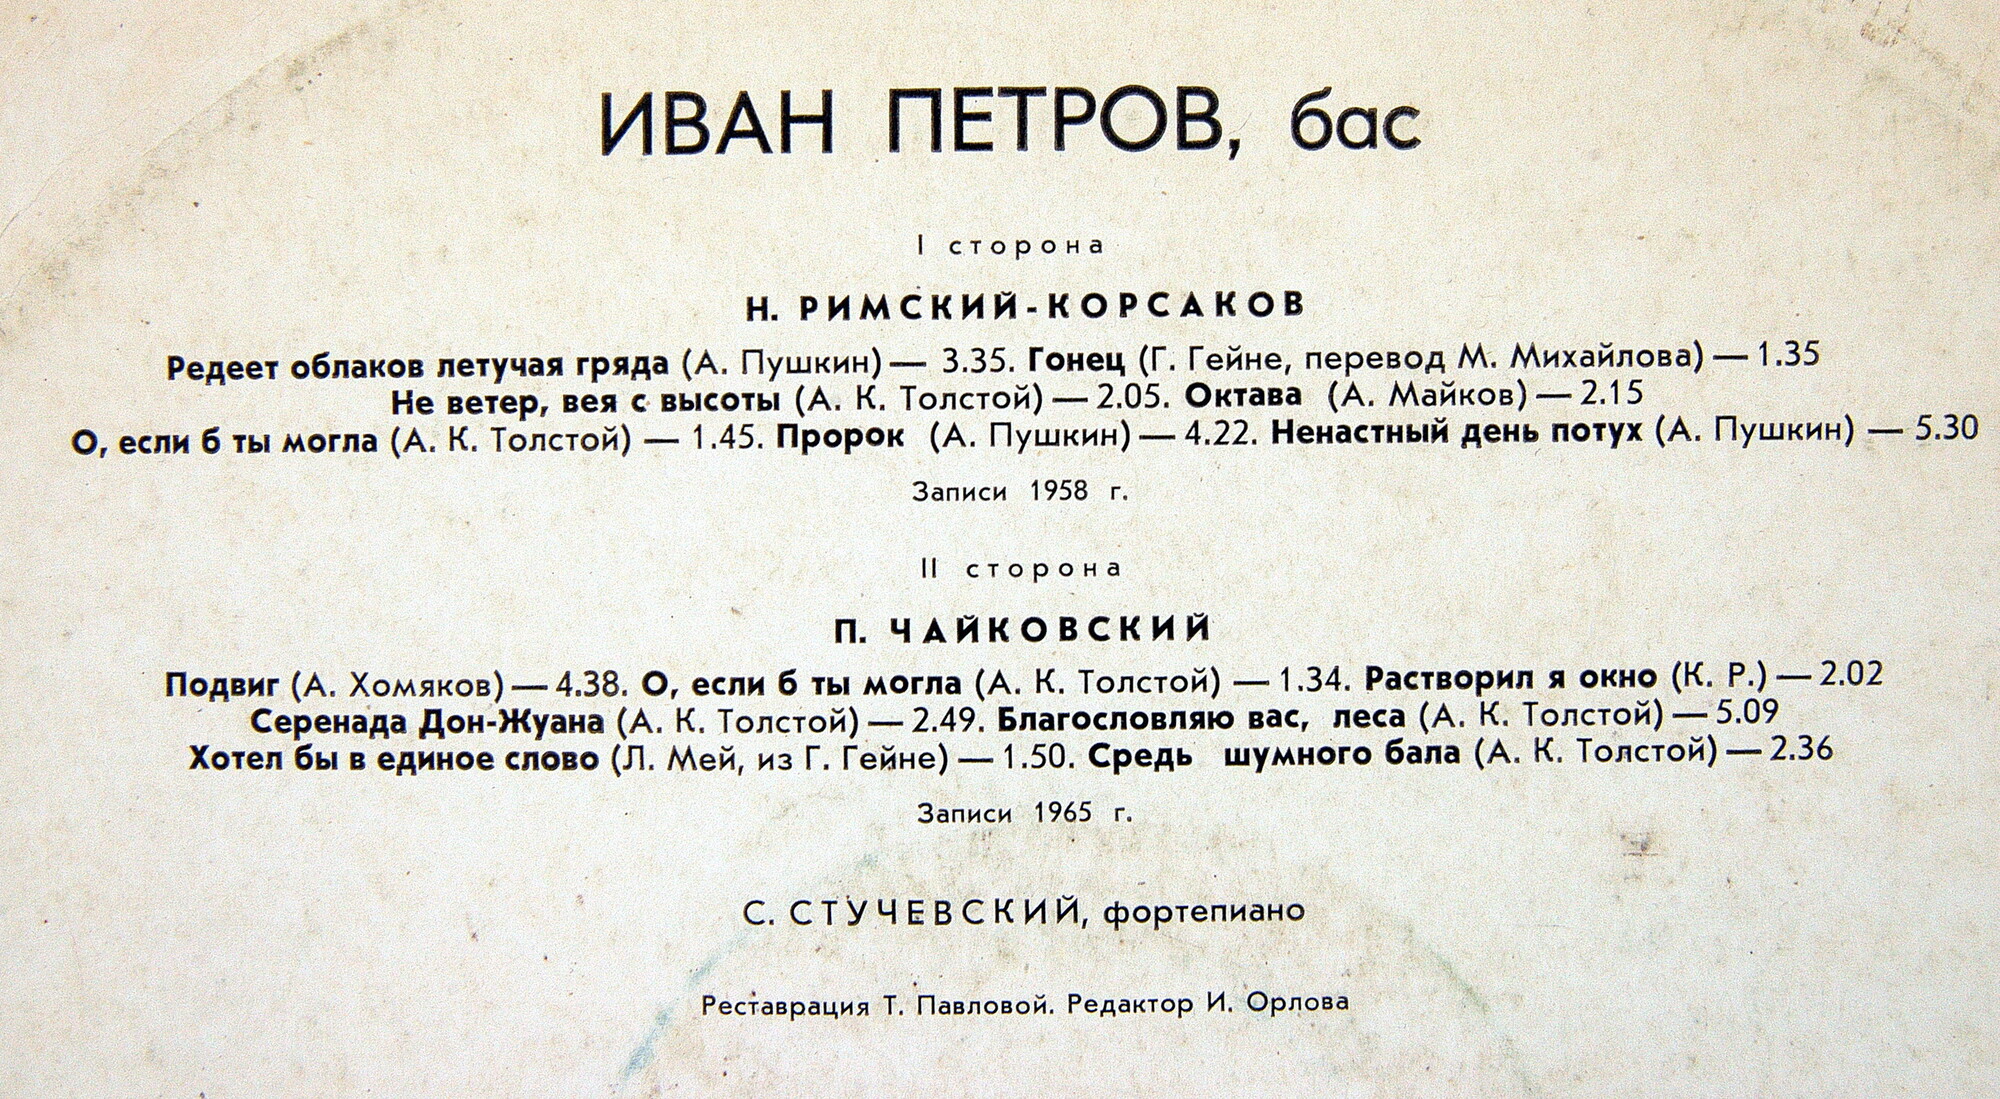 ИВАН ПЕТРОВ, бас
I сторона
Н. РИМСКИЙ-КОРСАКОВ
Редеет облаков летучая гряда (А. Пушкин) — 3.35. Гонец (Г. Гейне, перевод М. Михайлова) — 1.35
Не ветер, вея с высоты (А. К. Толстой) — 2.05. Октава (А. Майков) — 2.15
О, если б ты могла (А. К. Толстой) — 1.45. Пророк (А. Пушкин) — 4.22. Ненастный день потух (А. Пушкин) — 5.30
Записи 1958 г.
II сторона
П. ЧАЙКОВСКИЙ
Подвиг (А. Хомяков) — 4.38. О, если б ты могла (А. К. Толстой) — 1.34. Растворил я окно (К. Р.) — 2.02
Серенада Дон-Жуана (А. К. Толстой) — 2.49. Благословляю вас, леса (А. К. Толстой) — 5.09
Хотел бы в единое слово (Л. Мей, из Г. Гейне) — 1.50. Средь шумного бала (А. К. Толстой) — 2.36
Записи 1965 г.
С. СТУЧЕВСКИЙ, фортепиано
Реставрация Т. Павловой. Редактор И. Орлова